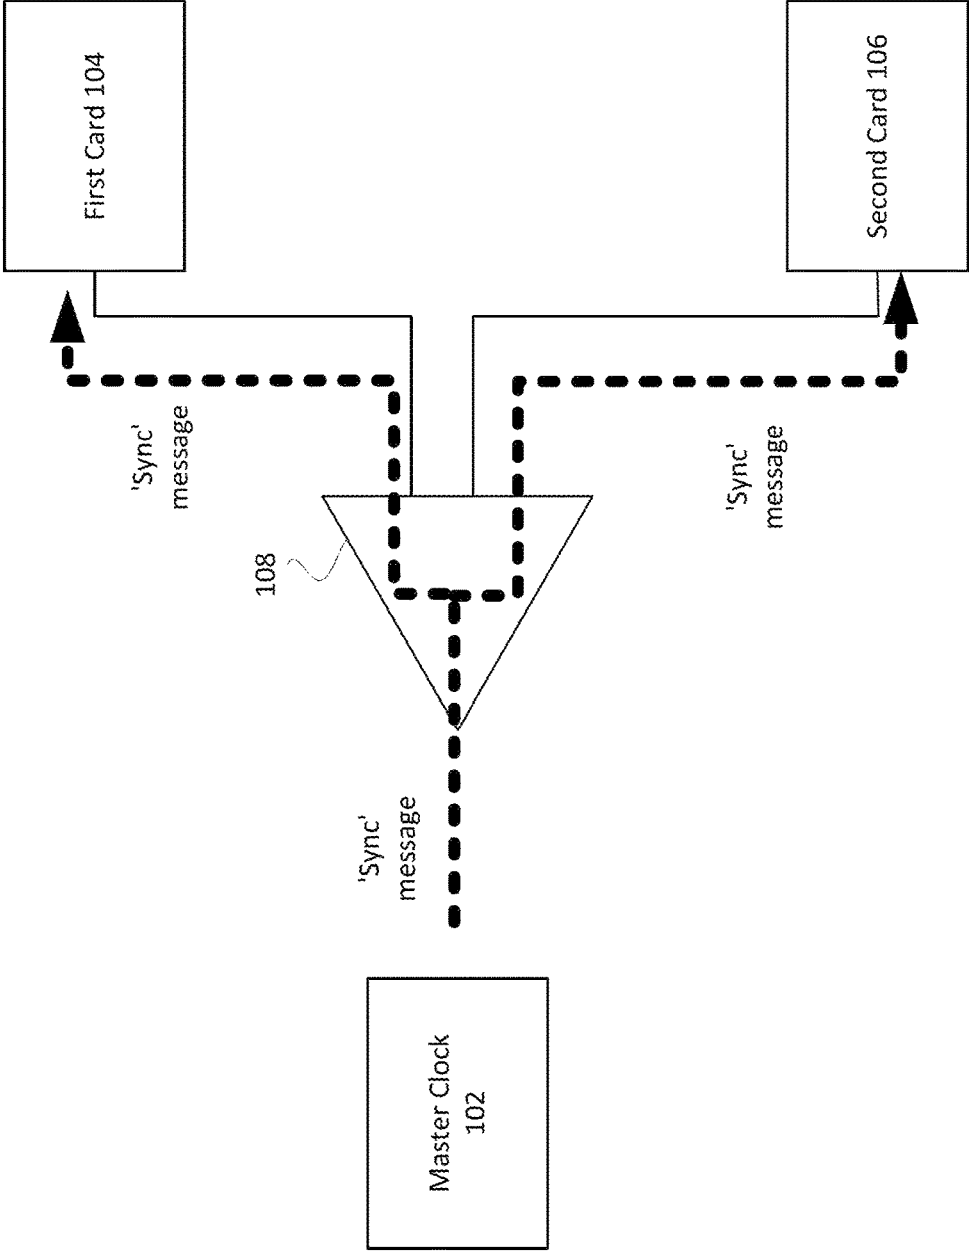 First Card 104
Second Card 106
'Sync'
message
'Sync'
message
108
'Sync'
message
Master Clock
102